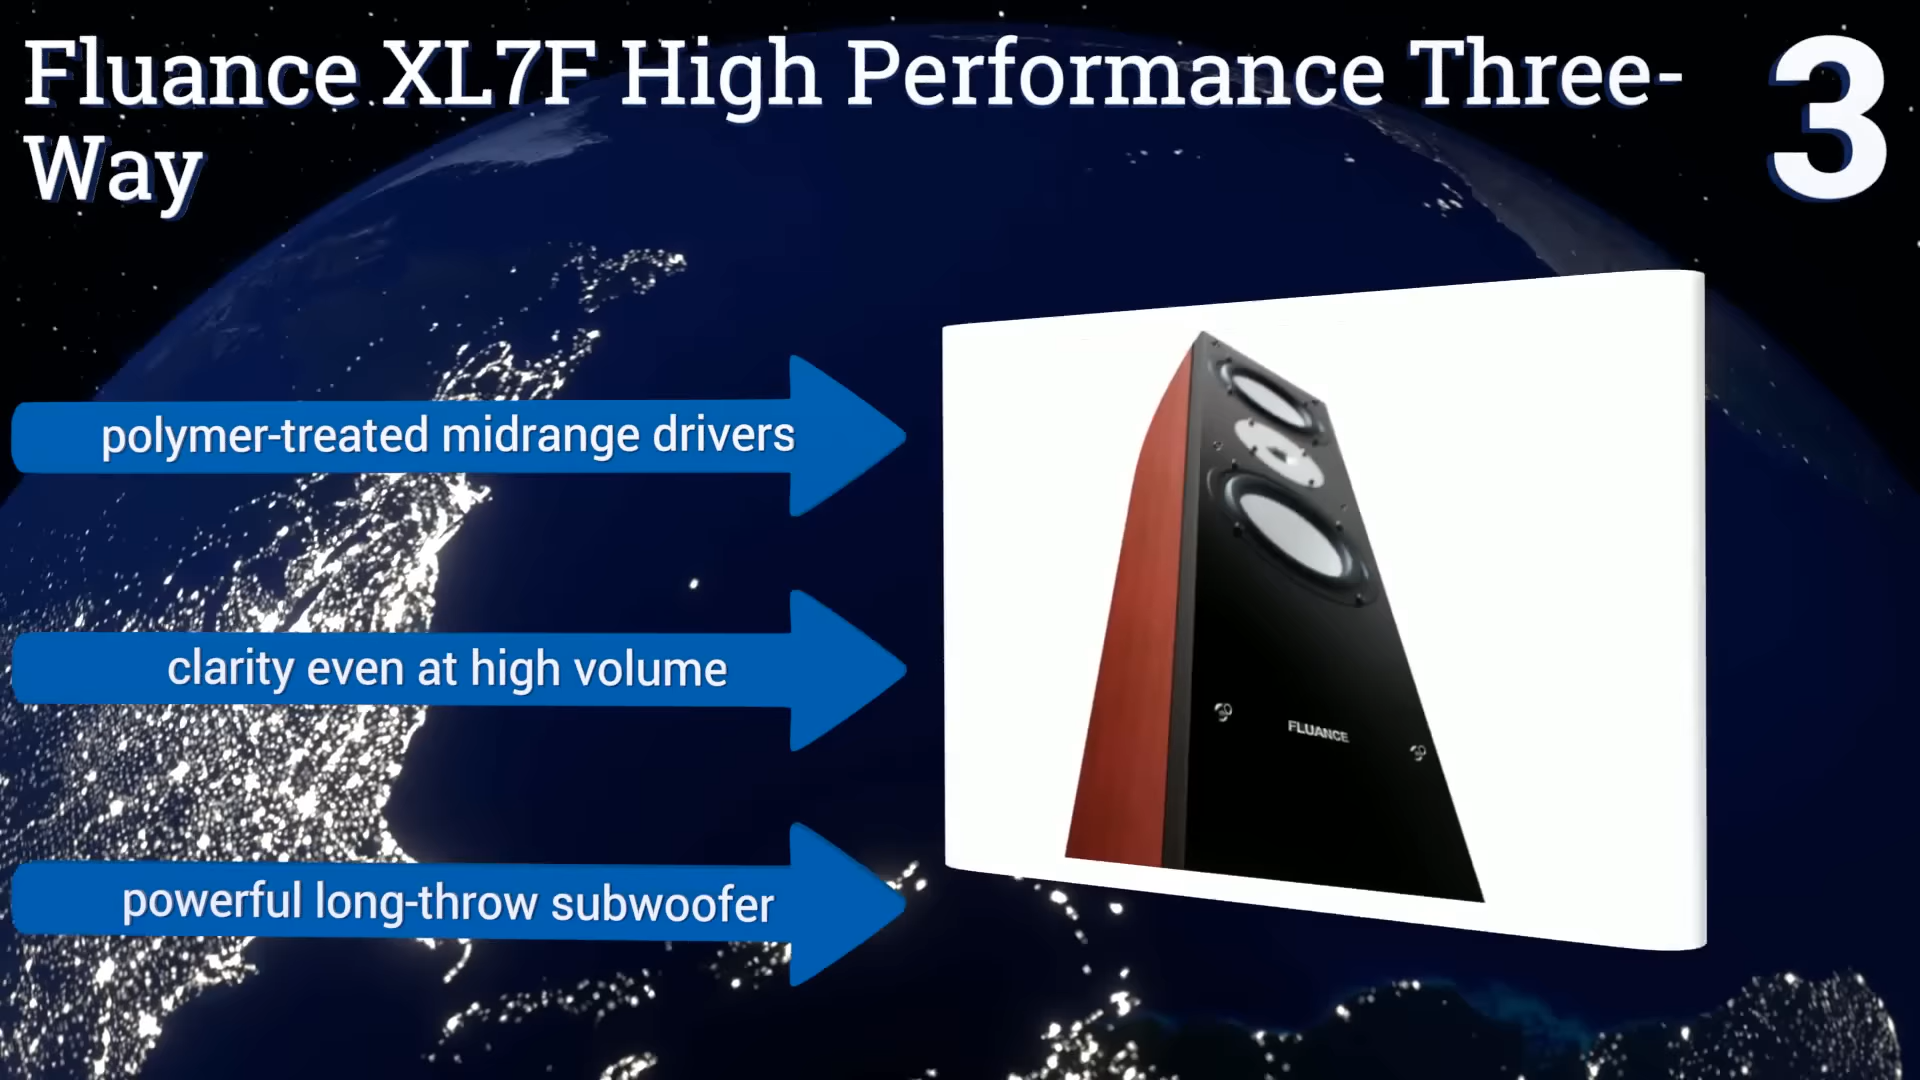 Fluance XL7F High Performance Three-
Way
3
polymer-treated midrange drivers
clarity even at high volume
powerful long-throw subwoofer
FLUANCE